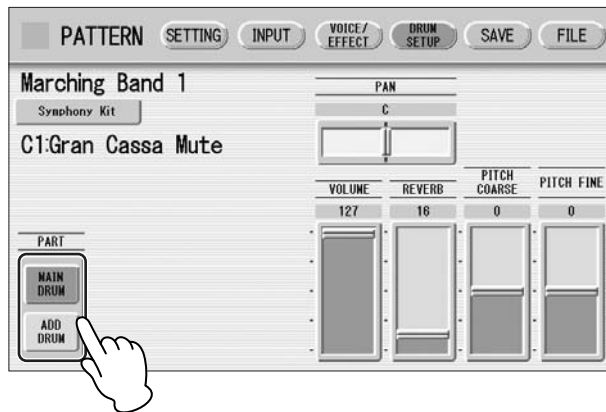 PATTERN SETTING INPUT VOICE/ EFFECT DRUM SETUP SAVE FILE
Marching Band 1
Symphony Kit
C1:Gran Cassa Mute
PAN
C
VOLUME REVERB PITCH COARSE PITCH FINE
127 16 0 0
PART
MAIN DRUM
ADD DRUM